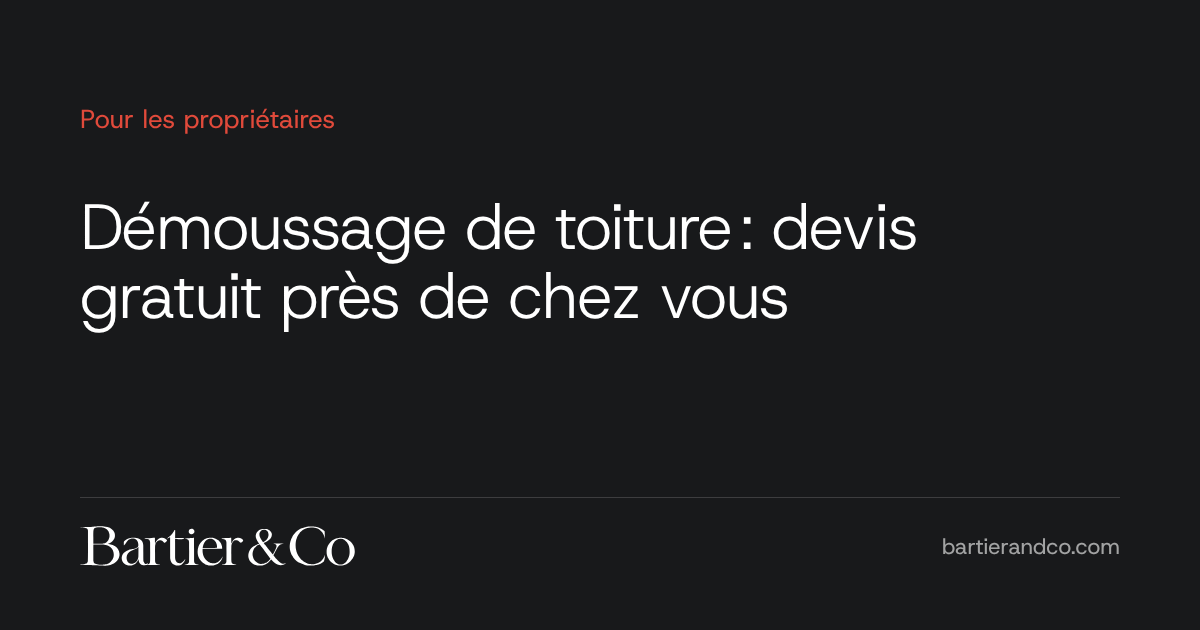 Pour les propriétaires
Démoussage de toiture : devis
gratuit près de chez vous
Bartier & Co
bartierandco.com